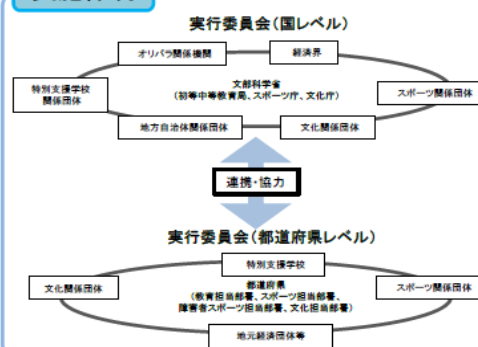 実行委員会(国レベル)
オリパラ関係機関
経済界
特別支援学校
関係団体
文部科学省
(初等中等教育局、スポーツ庁、文化庁)
スポーツ関係団体
地方自治体関係団体
文化関係団体
連携・協力
実行委員会(都道府県レベル)
特別支援学校
文化関係団体
都道府県
(教育担当部署、スポーツ担当部署、
障害者スポーツ担当部署、文化担当部署)
スポーツ関係団体
地元経済団体等